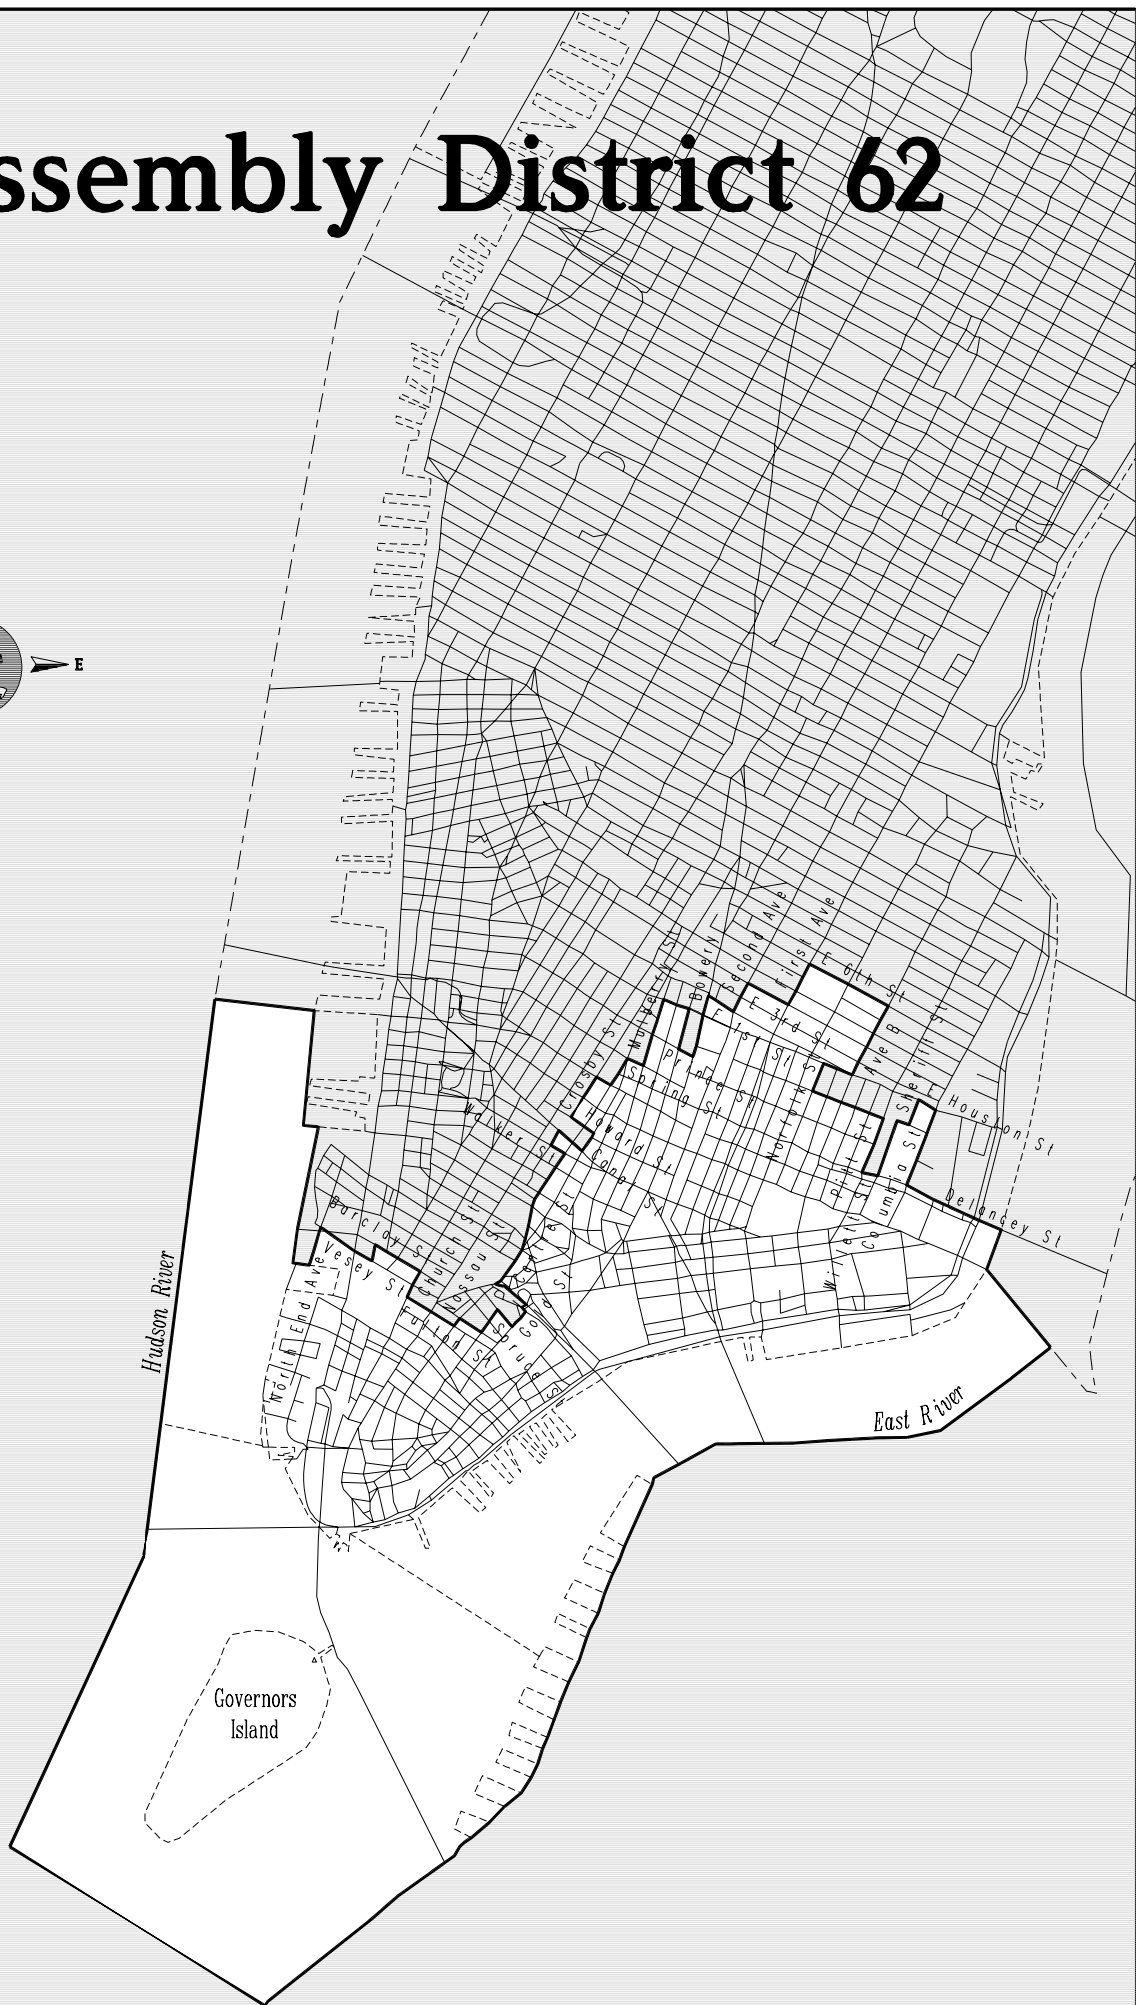 ssembly District 62
E
Mulberry St
Bowery
Second Ave
First Ave
E 6th St
E 3rd St
E 1st St
Crosby St
Prince St
Spring St
Norfolk St
Ave B
Sheriff St
E Houston St
Walker St
Howard St
Canal St
Pitt St
Columbia St
Willett St
Delancey St
Barclay St
Vesey St
Church St
Nassau St
Centre St
Gold St
Fulton St
Spruce St
North End Ave
Hudson River
East River
Governors
Island